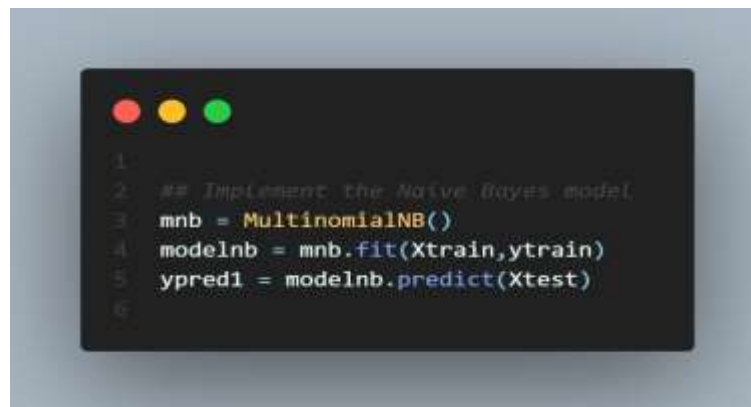 1
2 ## Implement the Naive Bayes model
3 mnb = MultinomialNB()
4 modelnb = mnb.fit(Xtrain,ytrain)
5 ypred1 = modelnb.predict(Xtest)
6